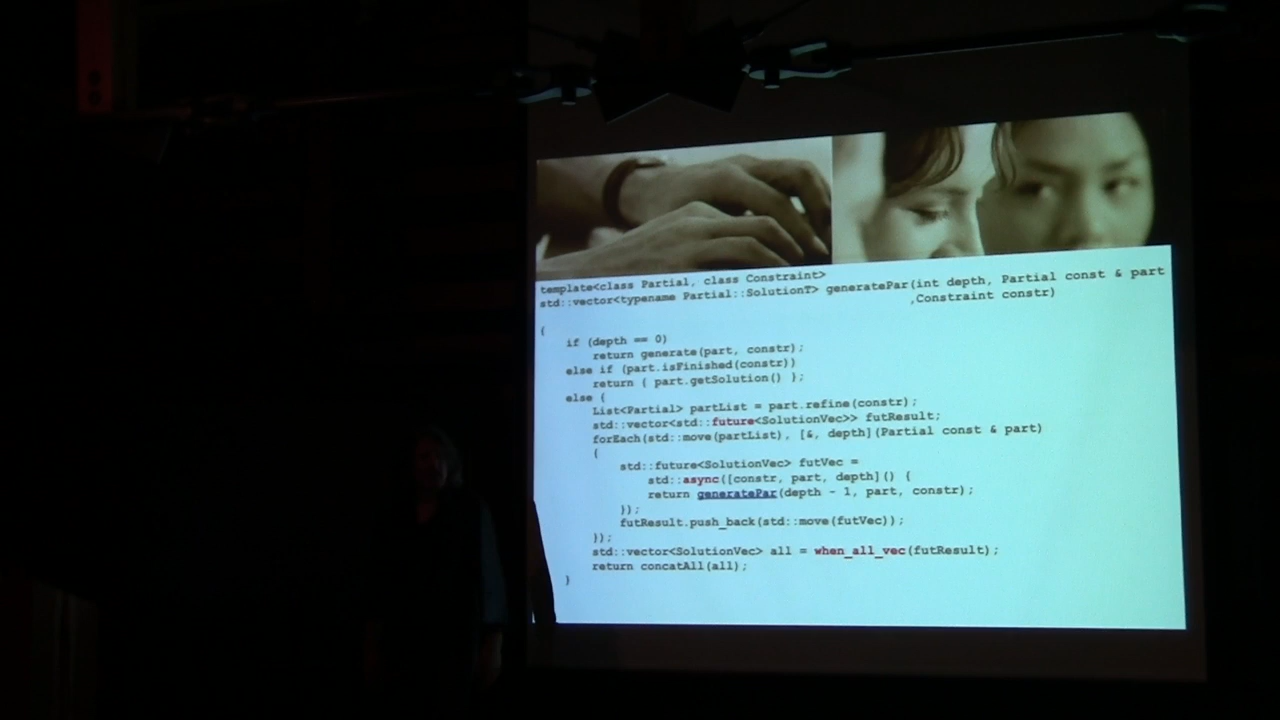 template<class Partial, class Constraint>
std::vector<typename Partial::SolutionT> generatePar(int depth, Partial const & part
,Constraint constr)
{
if (depth == 0)
return generate(part, constr);
else if (part.isFinished(constr))
return { part.getSolution() };
else {
List<Partial> partList = part.refine(constr);
std::vector<std::future<SolutionVec>> futResult;
forEach(std::move(partList), [&, depth](Partial const & part)
{
std::future<SolutionVec> futVec =
std::async([constr, part, depth]() {
return generatePar(depth - 1, part, constr);
});
futResult.push_back(std::move(futVec));
});
std::vector<SolutionVec> all = when_all_vec(futResult);
return concatAll(all);
}